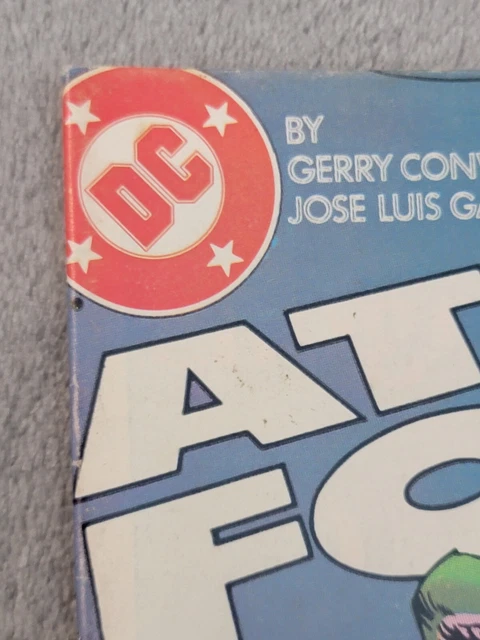 DC
BY
GERRY CONW
JOSE LUIS GA
AT
FO